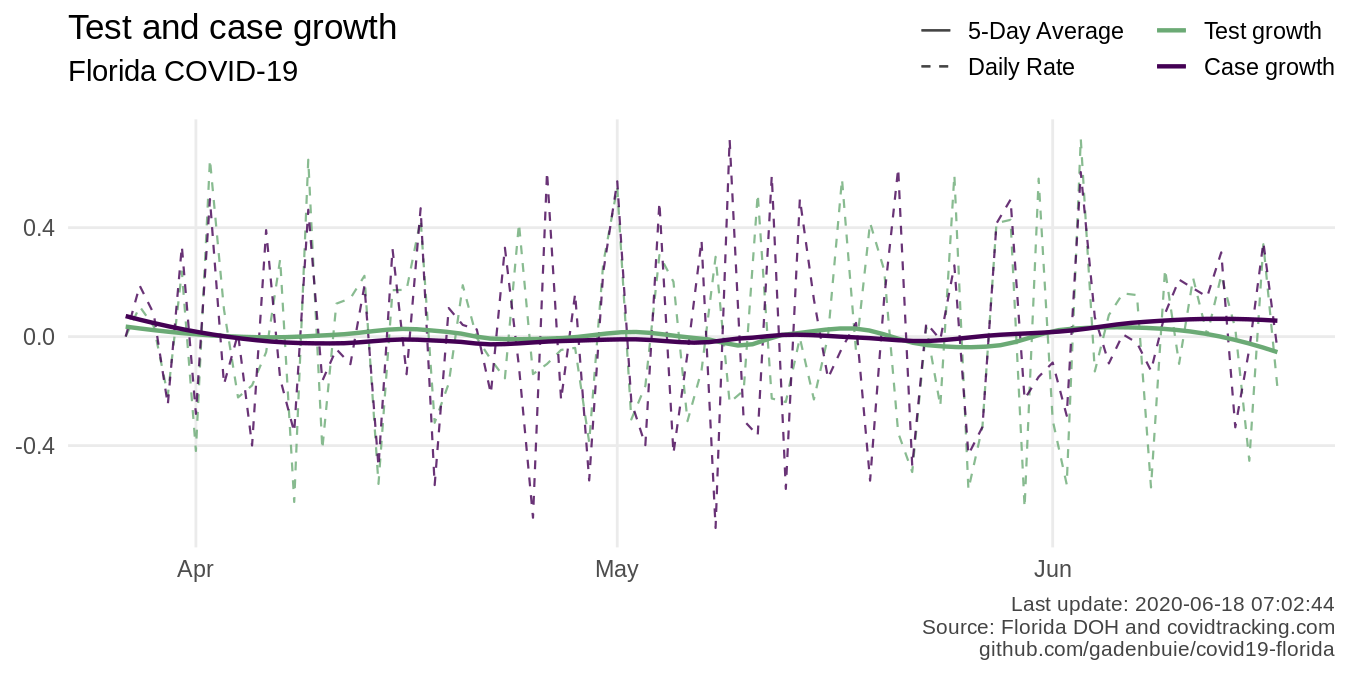 Test and case growth
Florida COVID-19
5-Day Average
Test growth
Daily Rate
Case growth
0.4
0.0
-0.4
Apr
May
Jun
Last update: 2020-06-18 07:02:44
Source: Florida DOH and covidtracking.com
github.com/gadenbuie/covid19-florida